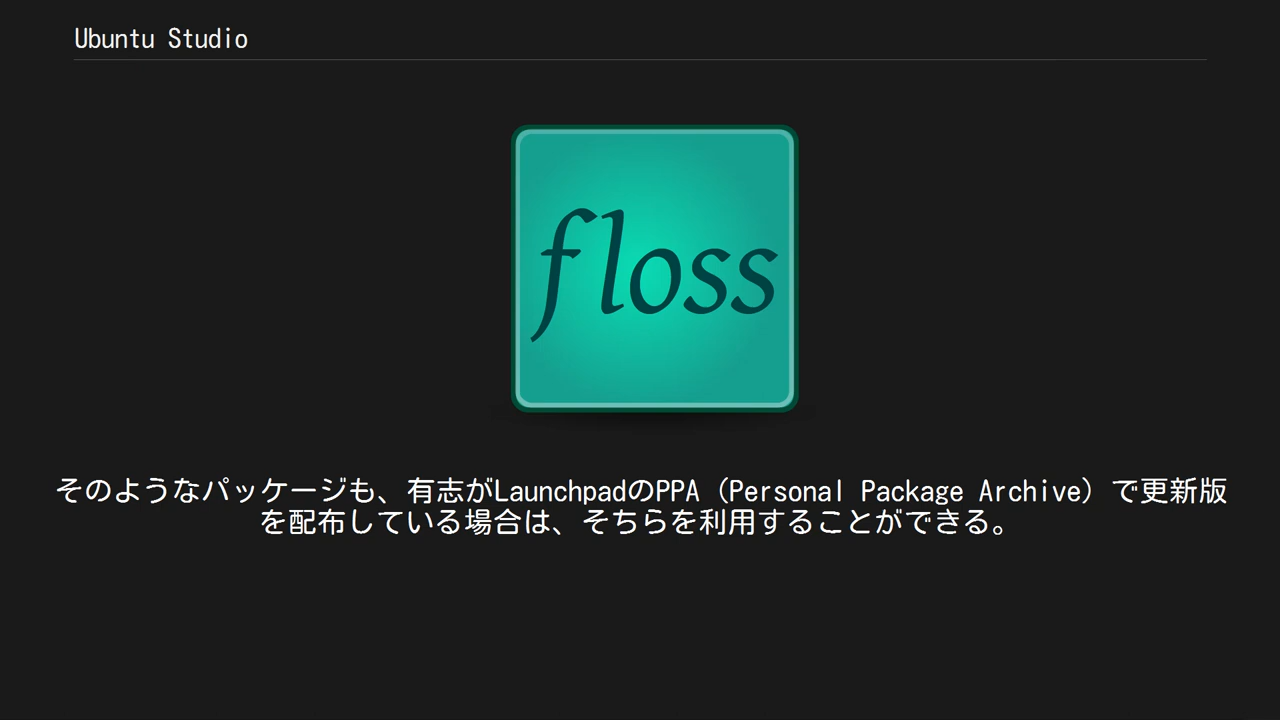 Ubuntu Studio
floss
そのようなパッケージも、有志がLaunchpadのPPA（Personal Package Archive）で更新版
を配布している場合は、そちらを利用することができる。